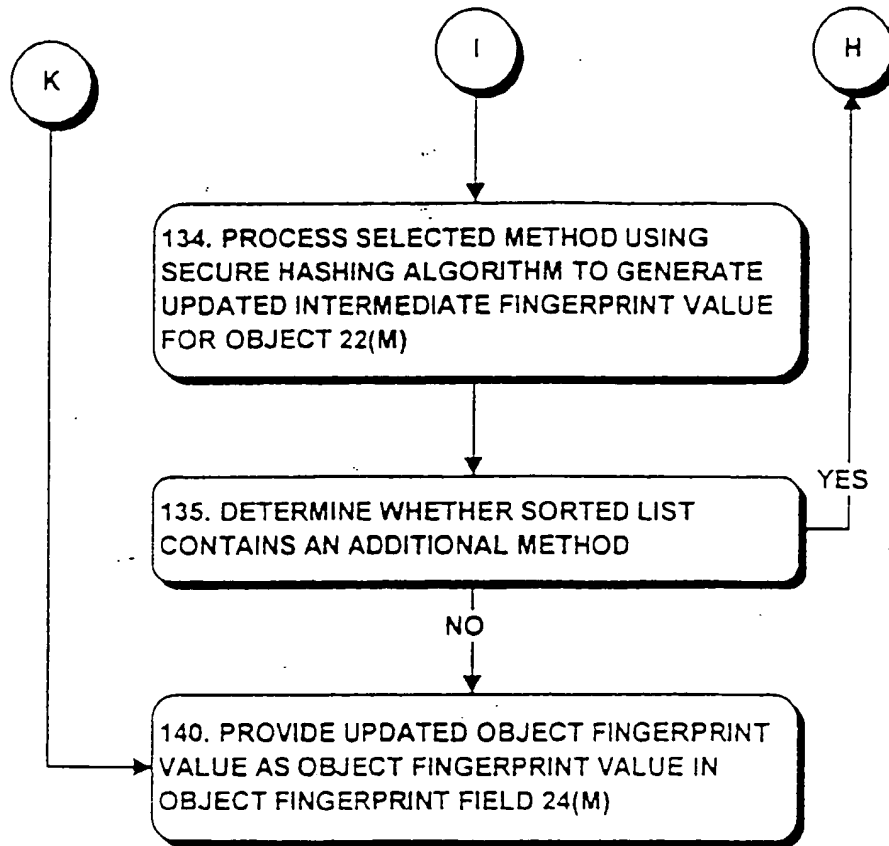 K
I
H
134. PROCESS SELECTED METHOD USING
SECURE HASHING ALGORITHM TO GENERATE
UPDATED INTERMEDIATE FINGERPRINT VALUE
FOR OBJECT 22(M)
YES
135. DETERMINE WHETHER SORTED LIST
CONTAINS AN ADDITIONAL METHOD
NO
140. PROVIDE UPDATED OBJECT FINGERPRINT
VALUE AS OBJECT FINGERPRINT VALUE IN
OBJECT FINGERPRINT FIELD 24(M)